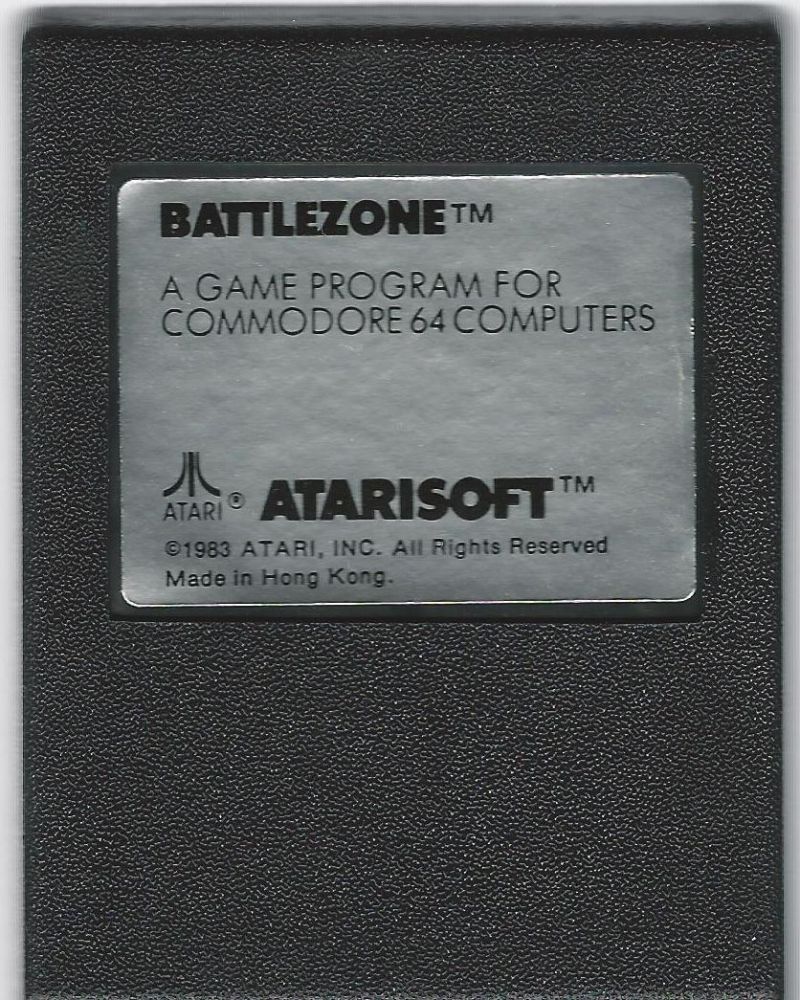 BATTLEZONE™
A GAME PROGRAM FOR
COMMODORE 64 COMPUTERS
ATARI® ATARISOFT™
©1983 ATARI, INC. All Rights Reserved
Made in Hong Kong.